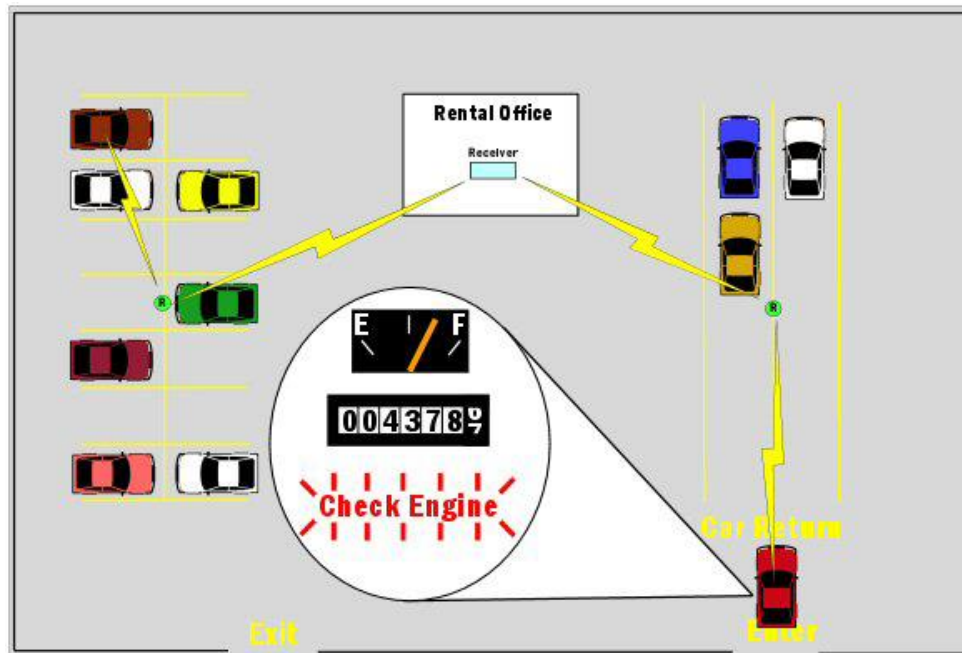 Rental Office
Receiver
R
R
E F
004378
Check Engine
Car Return
Exit
Enter